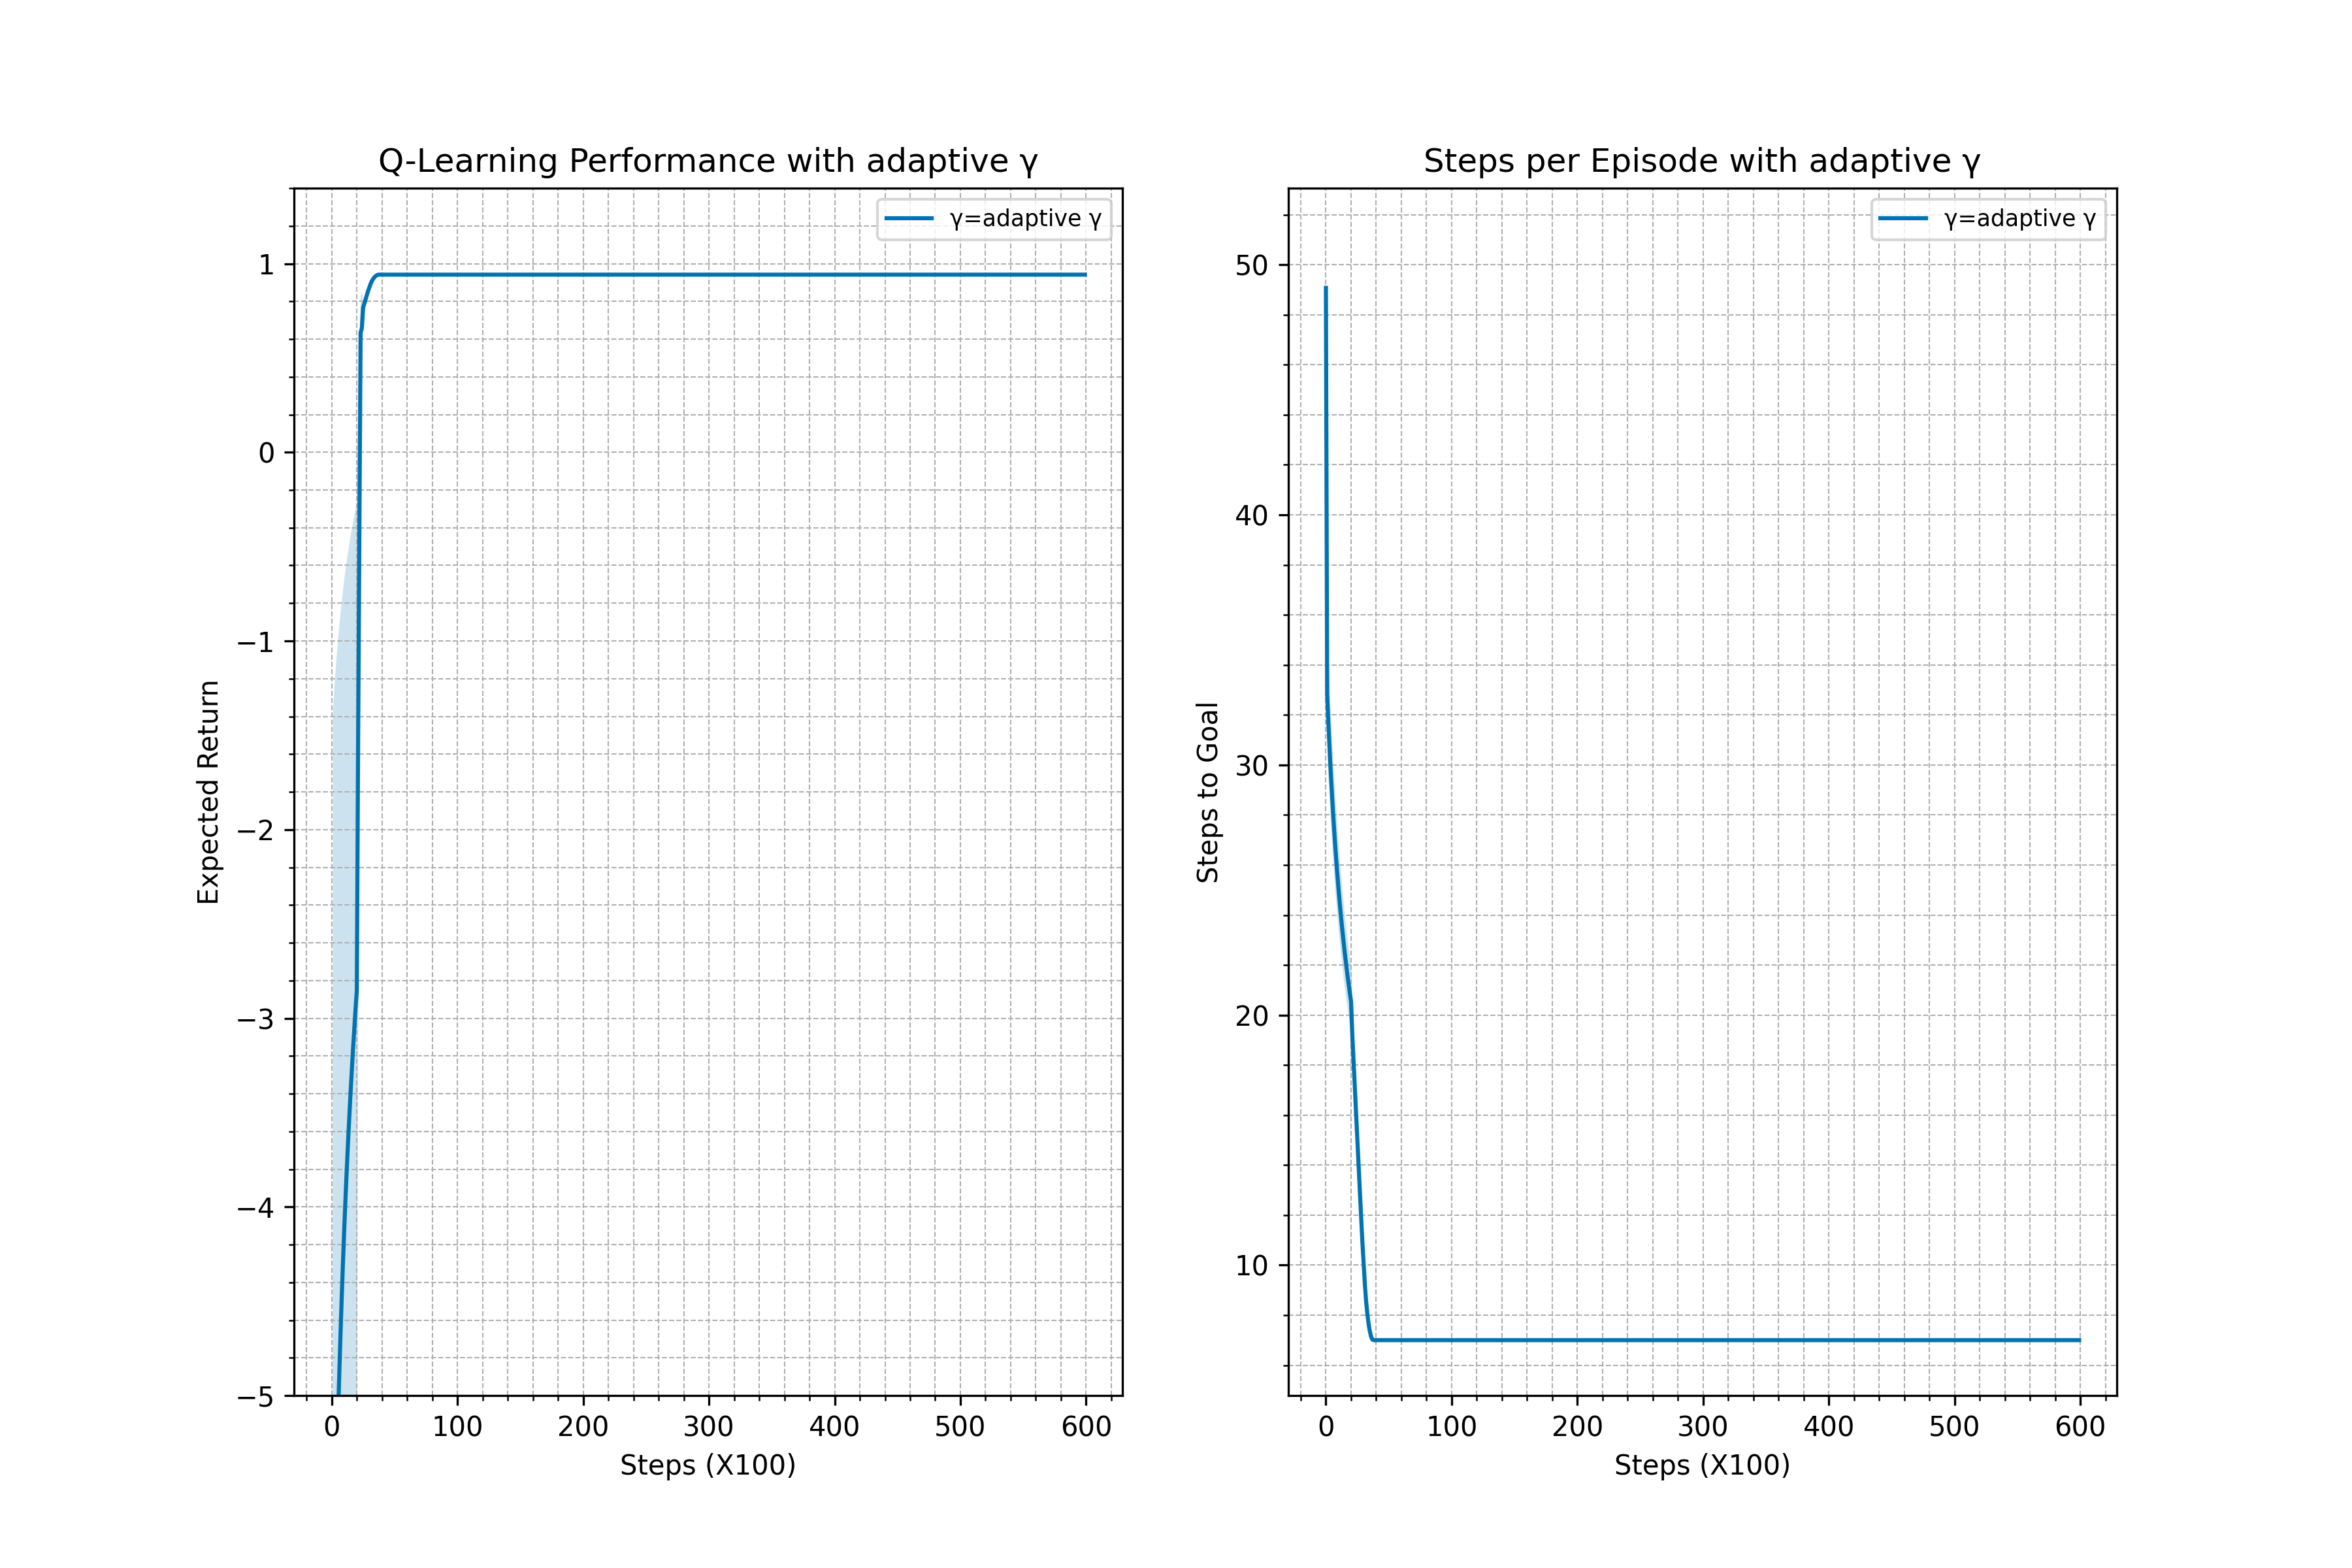 Q-Learning Performance with adaptive γ
γ=adaptive γ
1
0
−1
−2
−3
−4
−5
Expected Return
0 100 200 300 400 500 600
Steps (X100)
Steps per Episode with adaptive γ
γ=adaptive γ
50
40
30
20
10
Steps to Goal
0 100 200 300 400 500 600
Steps (X100)